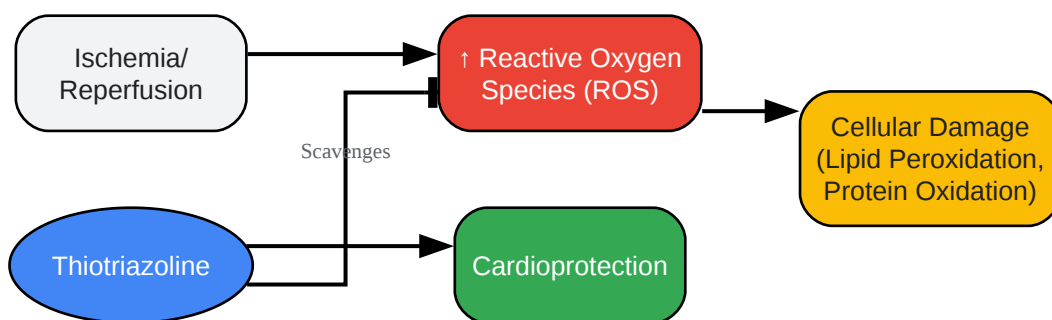 Ischemia/
Reperfusion
↑ Reactive Oxygen
Species (ROS)
Cellular Damage
(Lipid Peroxidation,
Protein Oxidation)
Scavenges
Thiotriazoline
Cardioprotection